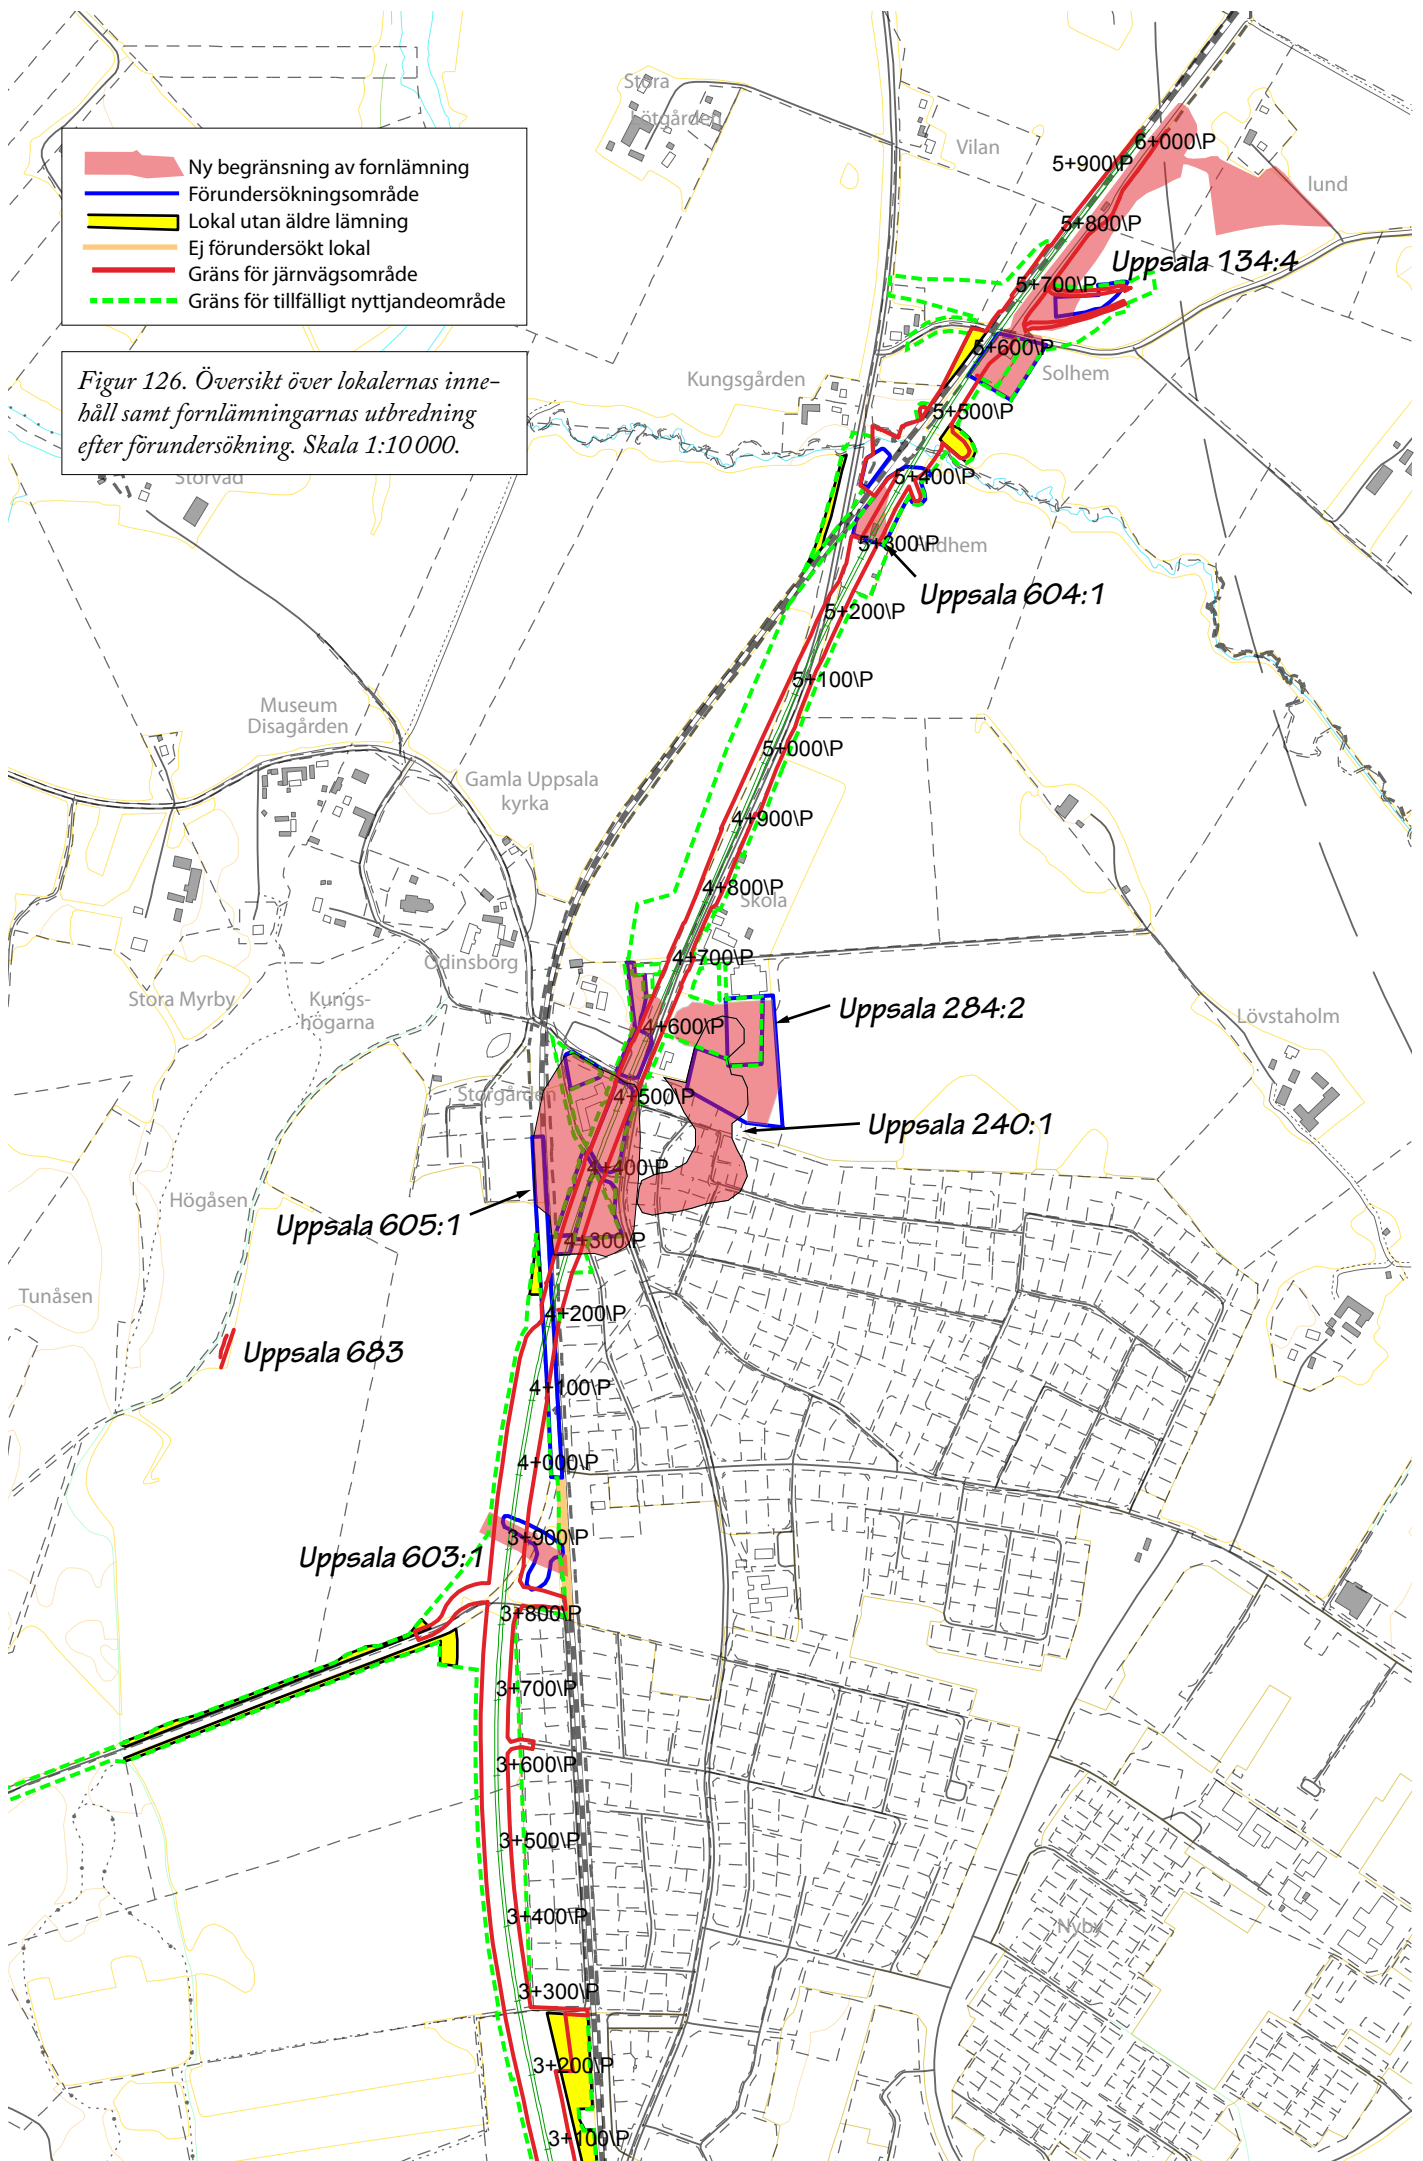 Stora
Lötgården
Vilan
6+000\P
5+900\P
lund
5+800\P
Ny begränsning av fornlämning
Förundersökningsområde
Lokal utan äldre lämning
Ej förundersökt lokal
Gräns för järnvägsområde
Gräns för tillfälligt nyttjandeområde
Uppsala 134:4
5+700\P
5+600\P
Figur 126. Översikt över lokalernas inne-
håll samt fornlämningarnas utbredning
efter förundersökning. Skala 1:10 000.
Kungsgården
Solhem
5+500\P
Storvad
5+400\P
5+300\P
Uppsala 604:1
5+200\P
5+100\P
Museum
Disagården
5+000\P
Gamla Uppsala
kyrka
4+900\P
4+800\P
Skola
4+700\P
Odinsborg
Stora Myrby
Kungs-
högarna
Uppsala 284:2
Lövstaholm
4+600\P
Storgården
4+500\P
Uppsala 240:1
4+400\P
Högåsen
Uppsala 605:1
4+300\P
Tunåsen
4+200\P
Uppsala 683
4+100\P
4+000\P
3+900\P
Uppsala 603:1
3+800\P
3+700\P
3+600\P
3+500\P
3+400\P
Nyby
3+300\P
3+200\P
3+100\P